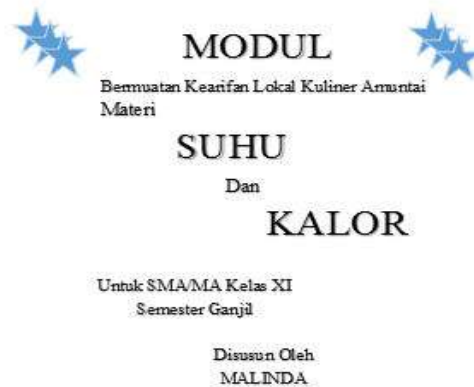 MODUL
Bermuatan Kearifan Lokal Kuliner Amuntai
Materi
SUHU
Dan
KALOR
Untuk SMA/MA Kelas XI
Semester Ganjil
Disusun Oleh
MALINDA